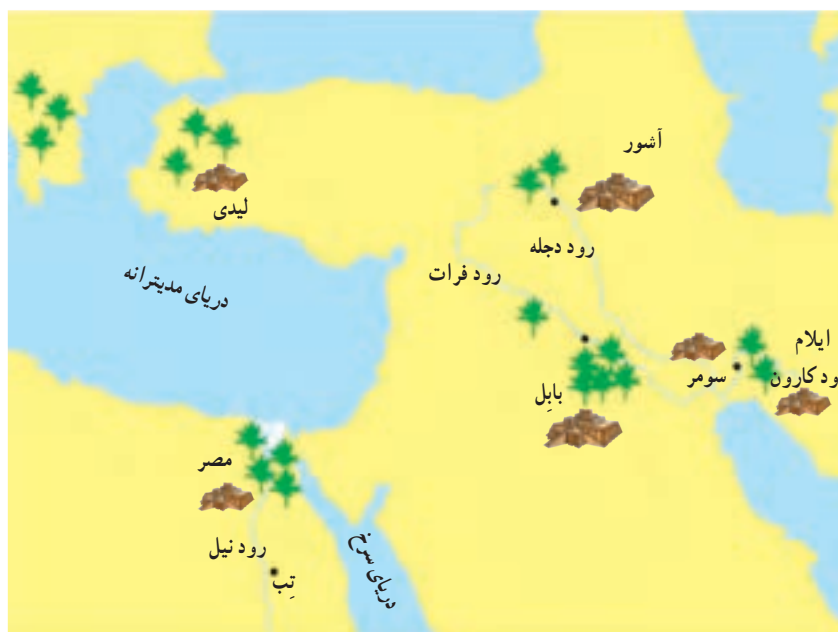 آشور
لیدی
رود دجله
رود فرات
دریای مدیترانه
ایلام
ود کارون
سومر
بابِل
مصر
رود نیل
تِب
دریای سرخ